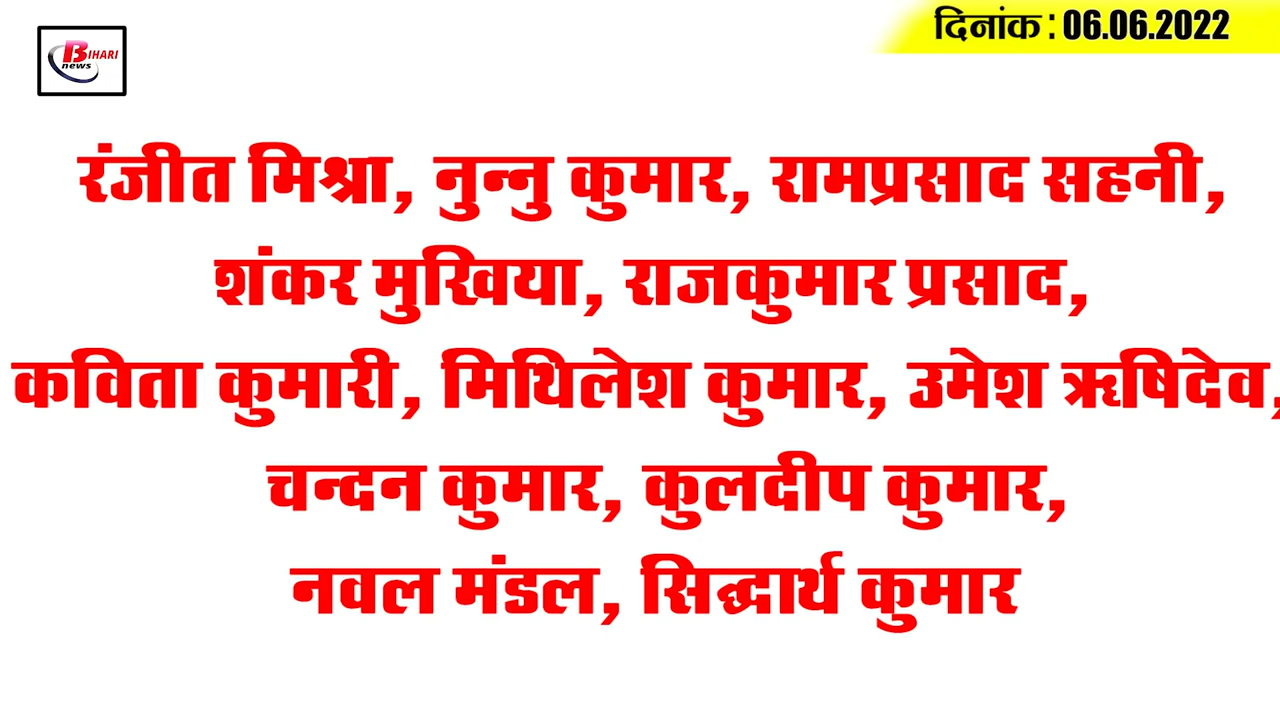 BIHARI
news
दिनांक : 06.06.2022
रंजीत मिश्रा, नुन्नु कुमार, रामप्रसाद सहनी,
शंकर मुखिया, राजकुमार प्रसाद,
कविता कुमारी, मिथिलेश कुमार, उमेश ऋषिदेव,
चन्दन कुमार, कुलदीप कुमार,
नवल मंडल, सिद्धार्थ कुमार